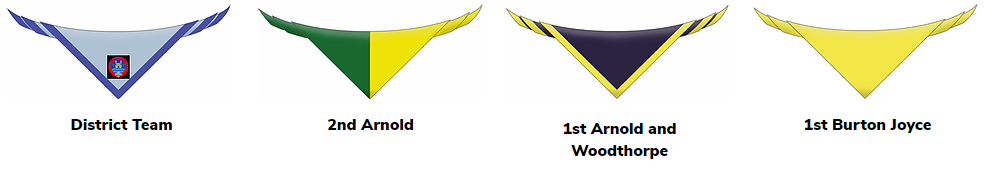 District Team
2nd Arnold
1st Arnold and
Woodthorpe
1st Burton Joyce